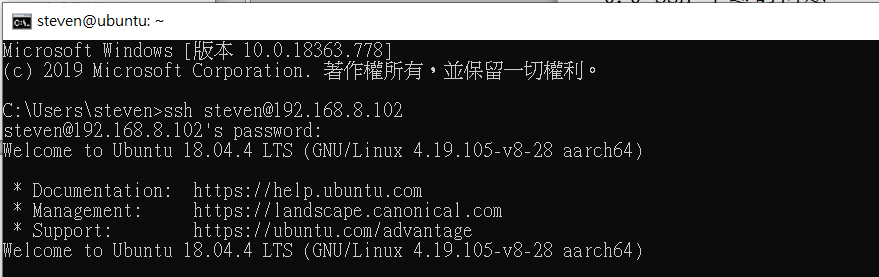 steven@ubuntu: ~
Microsoft Windows [版本 10.0.18363.778]
(c) 2019 Microsoft Corporation. 著作權所有，並保留一切權利。
C:\Users\steven>ssh steven@192.168.8.102
steven@192.168.8.102's password:
Welcome to Ubuntu 18.04.4 LTS (GNU/Linux 4.19.105-v8-28 aarch64)
* Documentation:  https://help.ubuntu.com
* Management:     https://landscape.canonical.com
* Support:        https://ubuntu.com/advantage
Welcome to Ubuntu 18.04.4 LTS (GNU/Linux 4.19.105-v8-28 aarch64)